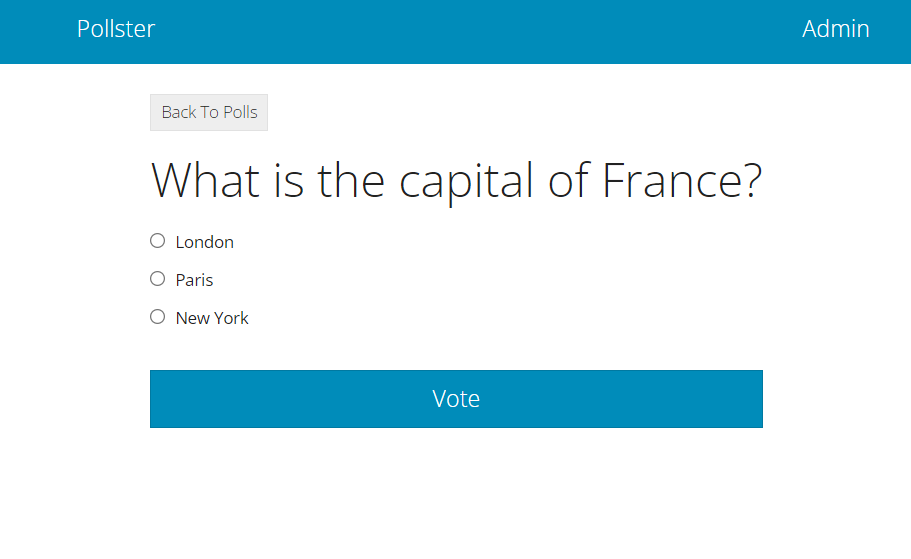 Pollster Admin
Back To Polls
What is the capital of France?
London
Paris
New York
Vote